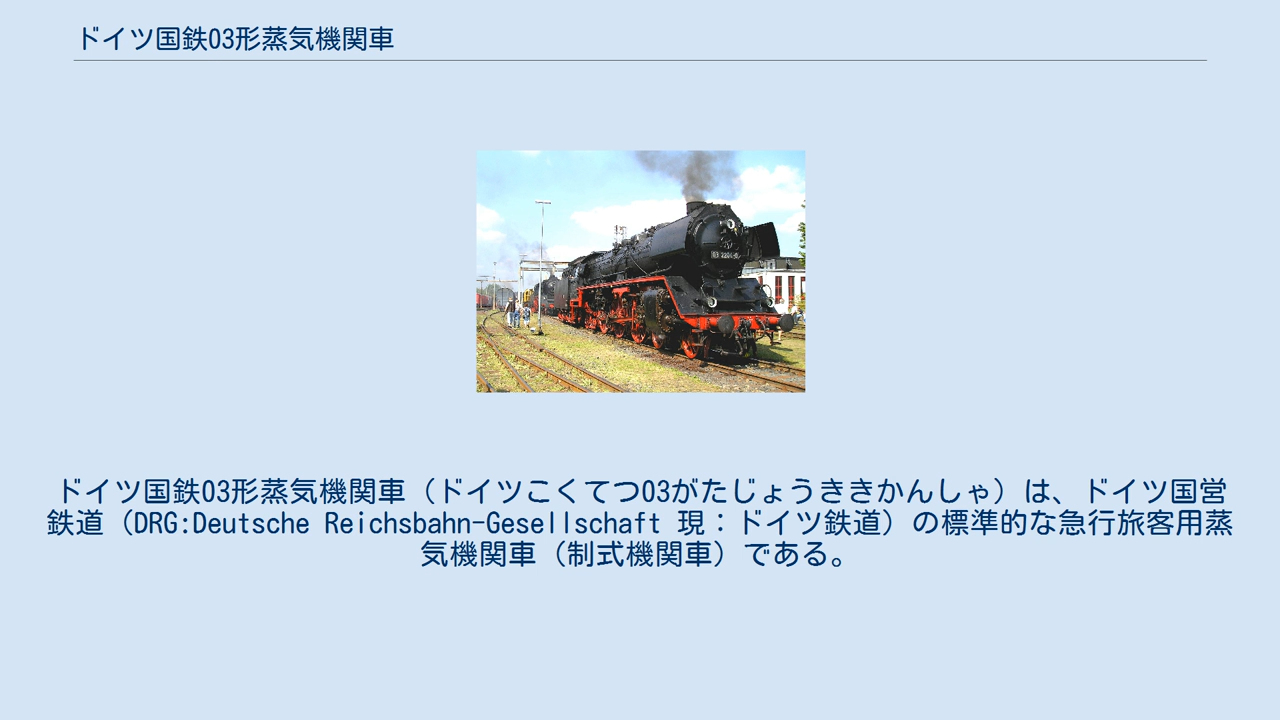 ドイツ国鉄03形蒸気機関車
ドイツ国鉄03形蒸気機関車（ドイツこくてつ03がたじょうききかんしゃ）は、ドイツ国営
鉄道（DRG:Deutsche Reichsbahn-Gesellschaft 現：ドイツ鉄道）の標準的な急行旅客用蒸
気機関車（制式機関車）である。